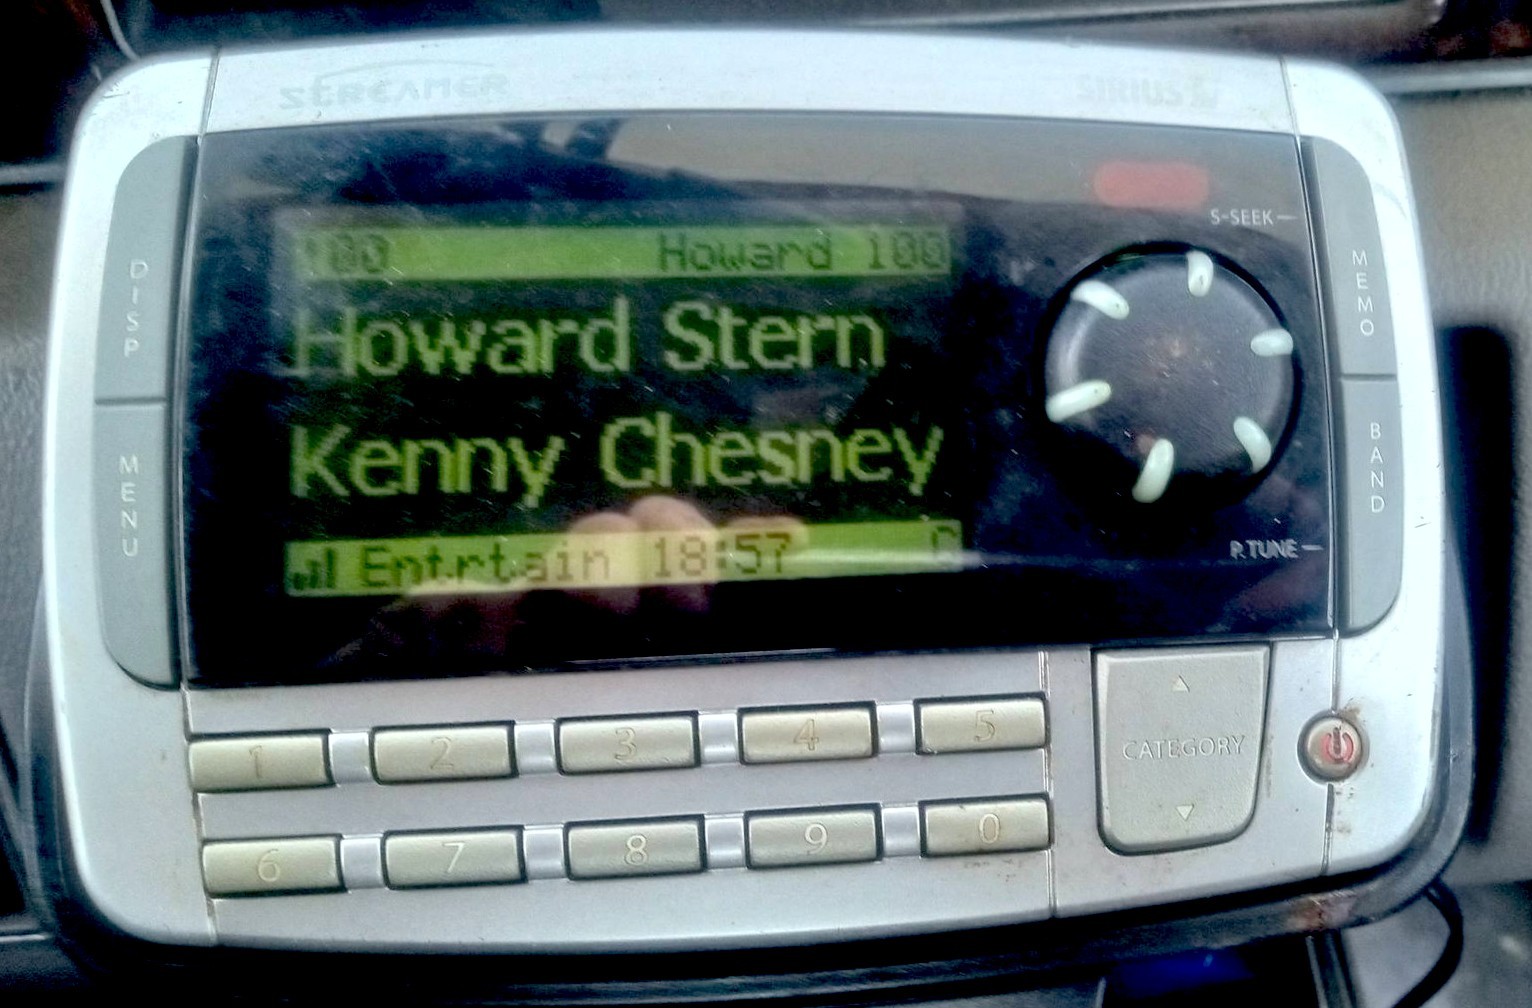 STREAMER
SIRIUS
S-SEEK
100 Howard 100
Howard Stern
Kenny Chesney
Entrtain 18:57
DISP
MENU
MEMO
BAND
P.TUNE
1 2 3 4 5
CATEGORY
6 7 8 9 0